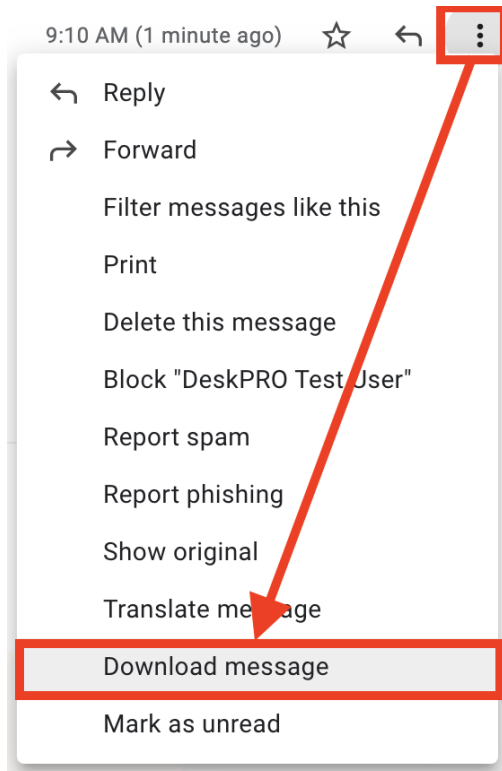 9:10 AM (1 minute ago)
Reply
Forward
Filter messages like this
Print
Delete this message
Block "DeskPRO Test User"
Report spam
Report phishing
Show original
Translate message
Download message
Mark as unread